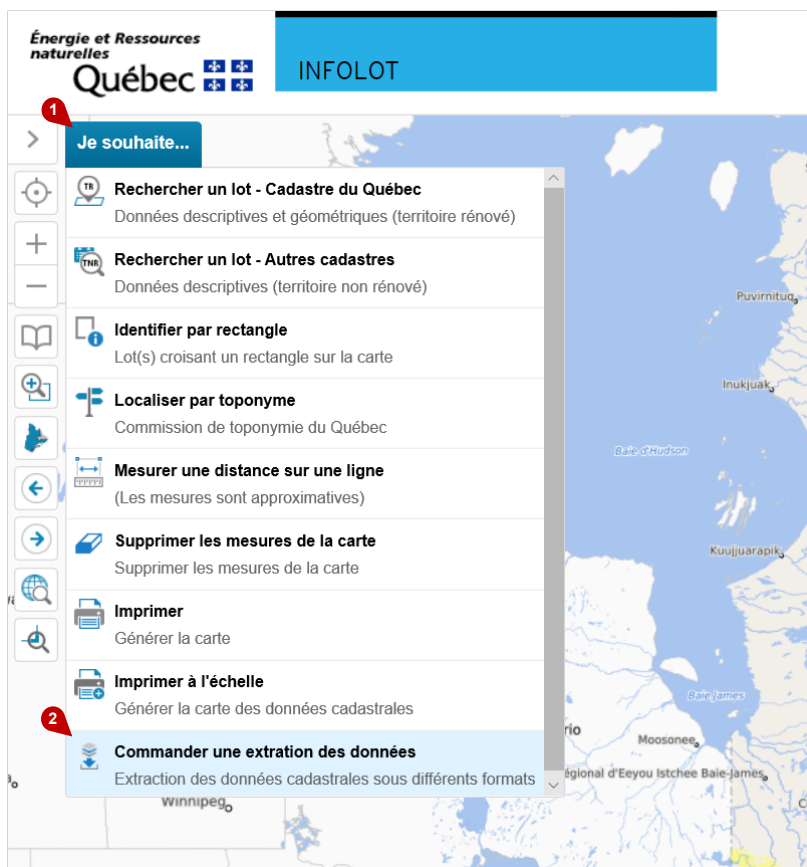 Énergie et Ressources
naturelles
Québec
INFOLOT
1
Je souhaite...
TR
Rechercher un lot - Cadastre du Québec
Données descriptives et géométriques (territoire rénové)
TNR
Rechercher un lot - Autres cadastres
Données descriptives (territoire non rénové)
Puvirnituq
Identifier par rectangle
Lot(s) croisant un rectangle sur la carte
Inukjuak
Localiser par toponyme
Commission de toponymie du Québec
Baie d'Hudson
Mesurer une distance sur une ligne
(Les mesures sont approximatives)
Supprimer les mesures de la carte
Supprimer les mesures de la carte
Kuujjuarapik
Imprimer
Générer la carte
Imprimer à l'échelle
Générer la carte des données cadastrales
Baie James
2
rio
Moosonee
Commander une extration des données
Extraction des données cadastrales sous différents formats
égional d'Eeyou Istchee Baie-James
Winnipeg